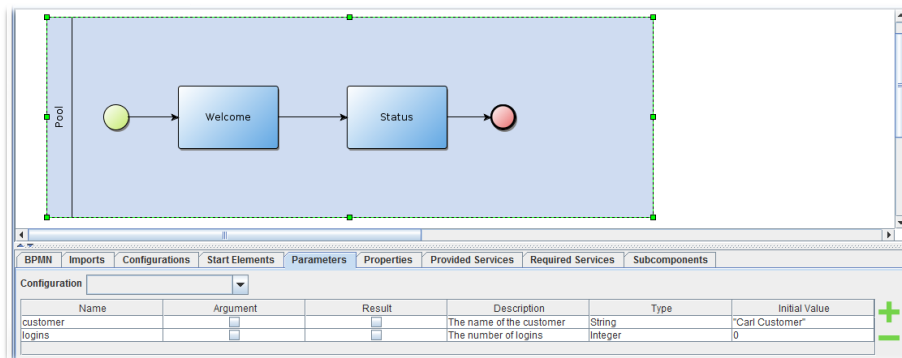 Pool
Welcome
Status
BPMN Imports Configurations Start Elements Parameters Properties Provided Services Required Services Subcomponents
Configuration
Name Argument Result Description Type Initial Value
customer The name of the customer String "Carl Customer"
logins The number of logins Integer 0